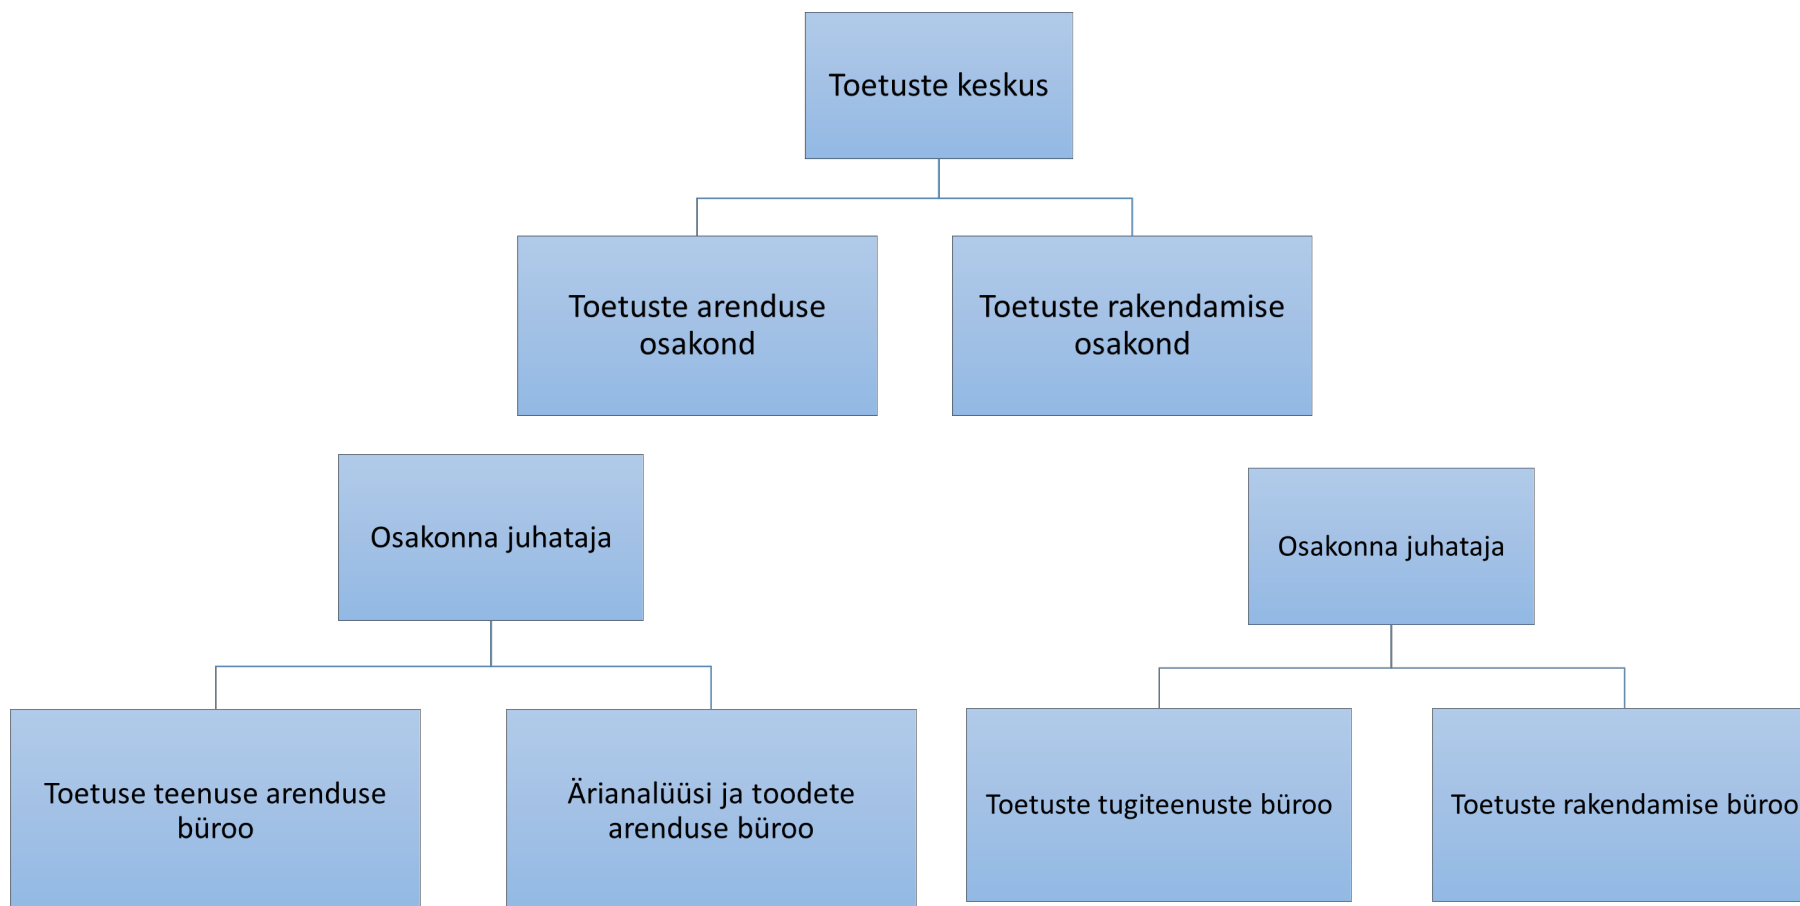 Toetuste keskus
Toetuste arenduse
osakond
Toetuste rakendamise
osakond
Osakonna juhataja
Osakonna juhataja
Toetuse teenuse arenduse
büroo
Ärianalüüsi ja toodete
arenduse büroo
Toetuste tugiteenuste büroo
Toetuste rakendamise büroo